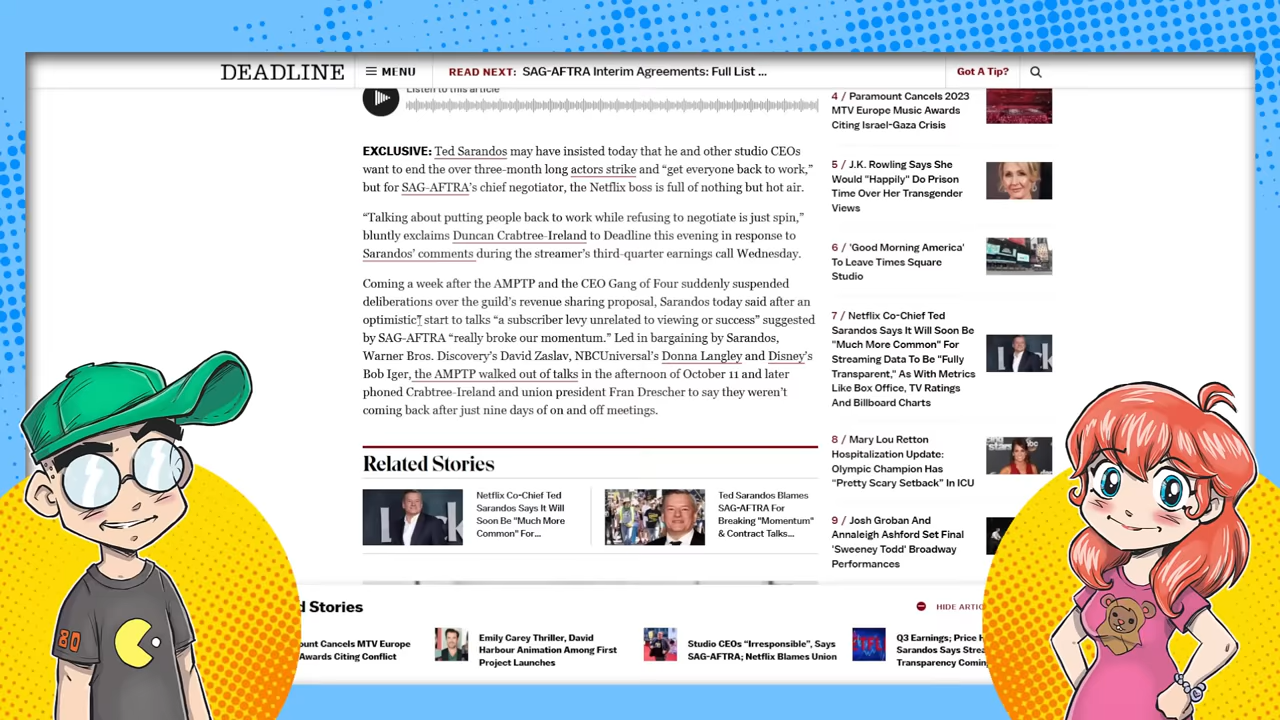 DEADLINE
MENU
READ NEXT: SAG-AFTRA Interim Agreements: Full List ...
Got A Tip?
Listen to this article
EXCLUSIVE: Ted Sarandos may have insisted today that he and other studio CEOs
want to end the over three-month long actors strike and “get everyone back to work,”
but for SAG-AFTRA’s chief negotiator, the Netflix boss is full of nothing but hot air.
“Talking about putting people back to work while refusing to negotiate is just spin,”
bluntly exclaims Duncan Crabtree-Ireland to Deadline this evening in response to
Sarandos’ comments during the streamer’s third-quarter earnings call Wednesday.
Coming a week after the AMPTP and the CEO Gang of Four suddenly suspended
deliberations over the guild’s revenue sharing proposal, Sarandos today said after an
optimistic start to talks “a subscriber levy unrelated to viewing or success” suggested
by SAG-AFTRA “really broke our momentum.” Led in bargaining by Sarandos,
Warner Bros. Discovery’s David Zaslav, NBCUniversal’s Donna Langley and Disney’s
Bob Iger, the AMPTP walked out of talks in the afternoon of October 11 and later
phoned Crabtree-Ireland and union president Fran Drescher to say they weren’t
coming back after just nine days of on and off meetings.
Related Stories
Netflix Co-Chief Ted
Sarandos Says It Will
Soon Be "Much More
Common" For...
Ted Sarandos Blames
SAG-AFTRA For
Breaking "Momentum"
& Contract Talks...
4 / Paramount Cancels 2023
MTV Europe Music Awards
Citing Israel-Gaza Crisis
5 / J.K. Rowling Says She
Would "Happily" Do Prison
Time Over Her Transgender
Views
6 / 'Good Morning America'
To Leave Times Square
Studio
7 / Netflix Co-Chief Ted
Sarandos Says It Will Soon Be
"Much More Common" For
Streaming Data To Be "Fully
Transparent," As With Metrics
Like Box Office, TV Ratings
And Billboard Charts
8 / Mary Lou Retton
Hospitalization Update:
Olympic Champion Has
“Pretty Scary Setback” In ICU
9 / Josh Groban And
Annaleigh Ashford Set Final
'Sweeney Todd' Broadway
Performances
d Stories
HIDE ARTIC
ount Cancels MTV Europe
Awards Citing Conflict
Emily Carey Thriller, David
Harbour Animation Among First
Project Launches
Studio CEOs “Irresponsible”, Says
SAG-AFTRA; Netflix Blames Union
Q3 Earnings; Price H
Sarandos Says Strea
Transparency Comin
80